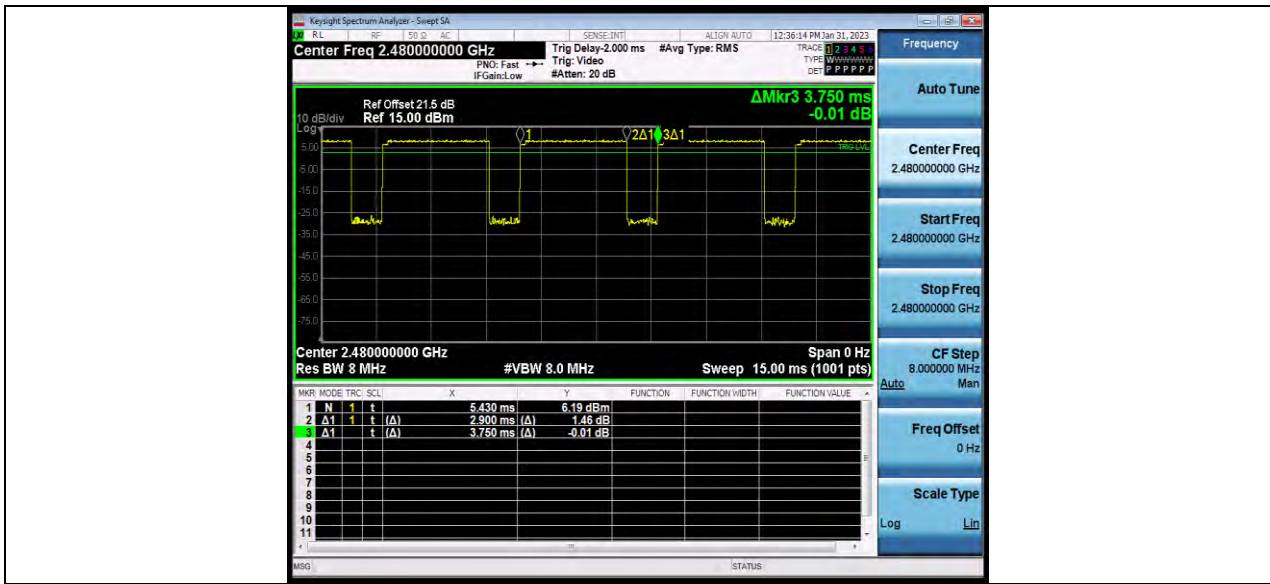 Keysight Spectrum Analyzer - Swept SA
RL RF 50 Ω AC SENSE:INT ALIGN AUTO 12:36:14 PM Jan 31, 2023
Center Freq 2.480000000 GHz
PNO: Fast
IFGain:Low
Trig Delay-2.000 ms
Trig: Video
#Atten: 20 dB
#Avg Type: RMS
TRACE 1 2 3 4 5 6
TYPE WWWWWW
DET P P P P P P
Frequency
Auto Tune
Center Freq
2.480000000 GHz
Start Freq
2.480000000 GHz
Stop Freq
2.480000000 GHz
CF Step
8.000000 MHz
Auto Man
Freq Offset
0 Hz
Scale Type
Log Lin
ΔMkr3 3.750 ms
-0.01 dB
Ref Offset 21.5 dB
10 dB/div Ref 15.00 dBm
Log
1 2Δ1 3Δ1
TRIG LVL
5.00
-5.00
-15.0
-25.0
-35.0
-45.0
-55.0
-65.0
-75.0
Center 2.480000000 GHz Span 0 Hz
Res BW 8 MHz #VBW 8.0 MHz Sweep 15.00 ms (1001 pts)
MKR MODE TRC SCL X Y FUNCTION FUNCTION WIDTH FUNCTION VALUE
1 N 1 t 5.430 ms 6.19 dBm
2 Δ1 1 t (Δ) 2.900 ms (Δ) 1.46 dB
3 Δ1 t (Δ) 3.750 ms (Δ) -0.01 dB
4
5
6
7
8
9
10
11
MSG STATUS